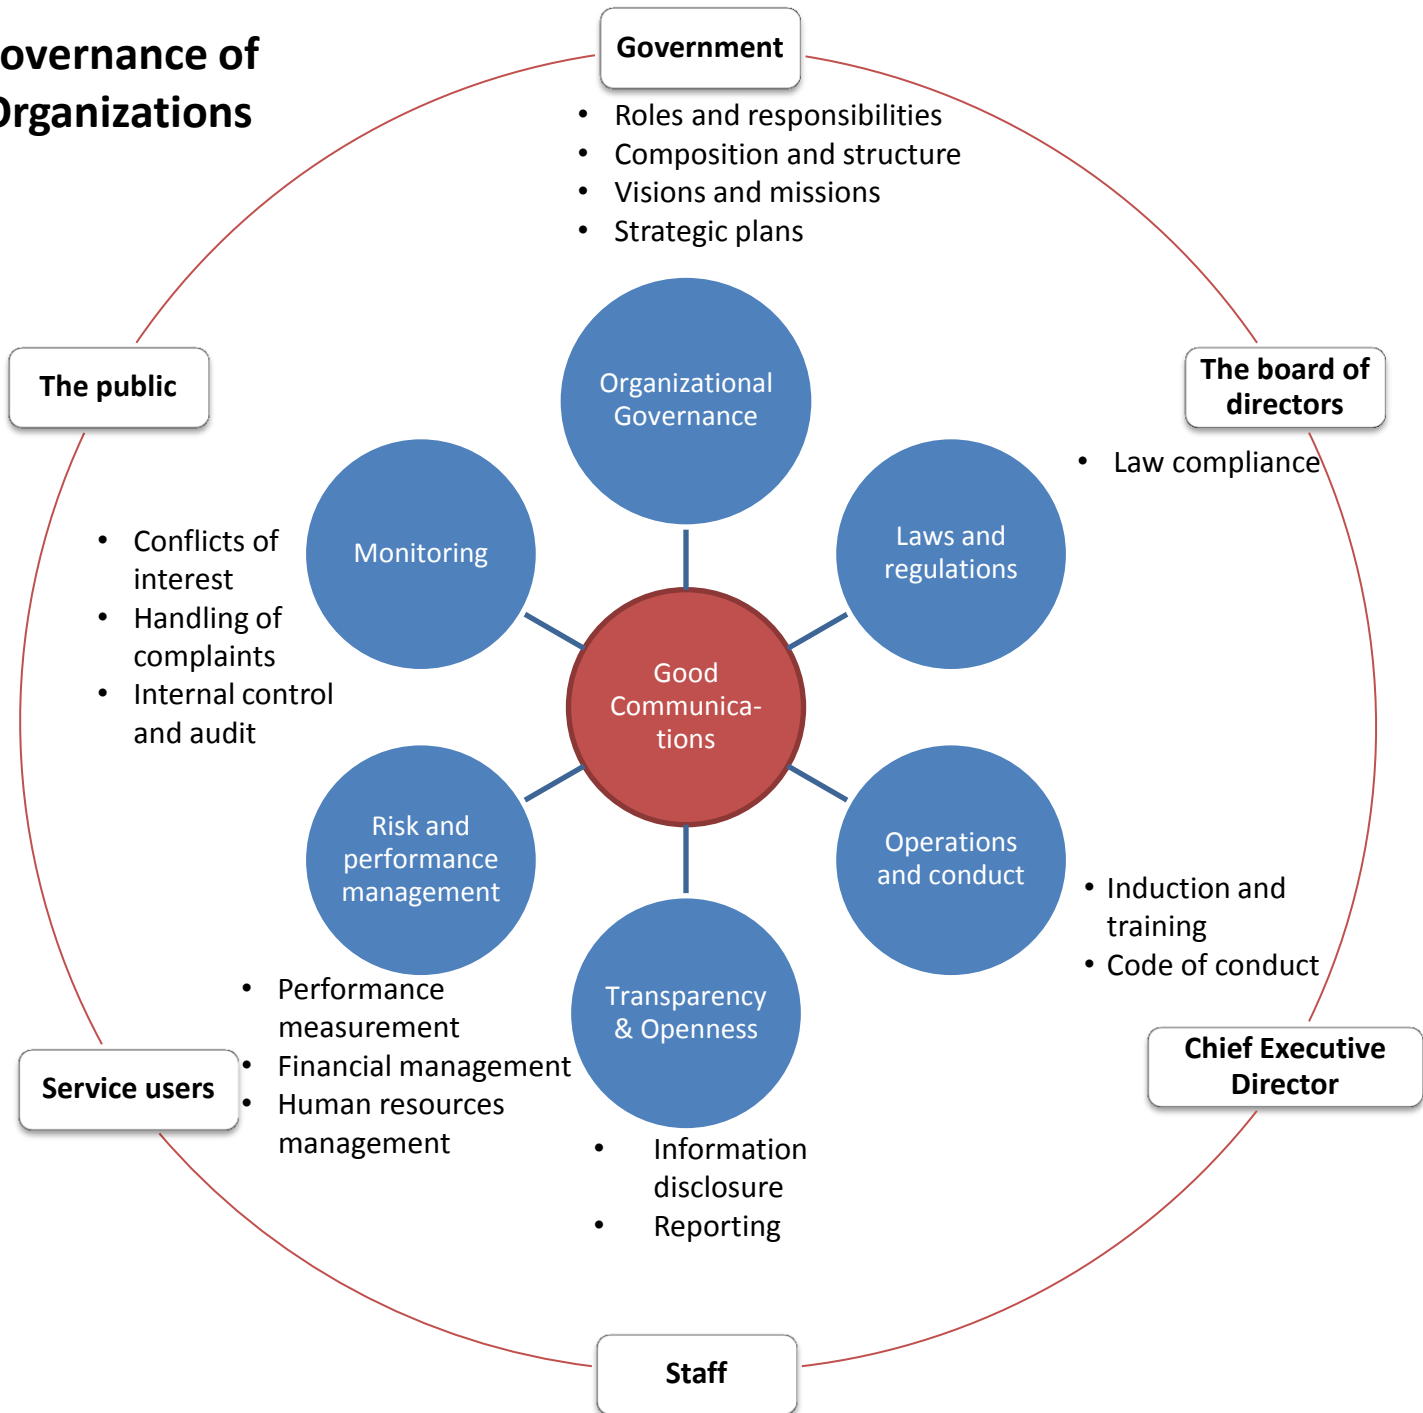 overnance of
Organizations
Government
• Roles and responsibilities
• Composition and structure
• Visions and missions
• Strategic plans
The public
The board of
directors
• Law compliance
Organizational
Governance
Laws and
regulations
Monitoring
• Conflicts of
interest
• Handling of
complaints
• Internal control
and audit
Good
Communica-
tions
Risk and
performance
management
Operations
and conduct
• Induction and
training
• Code of conduct
Transparency
& Openness
• Performance
measurement
• Financial management
• Human resources
management
Service users
Chief Executive
Director
• Information
disclosure
• Reporting
Staff